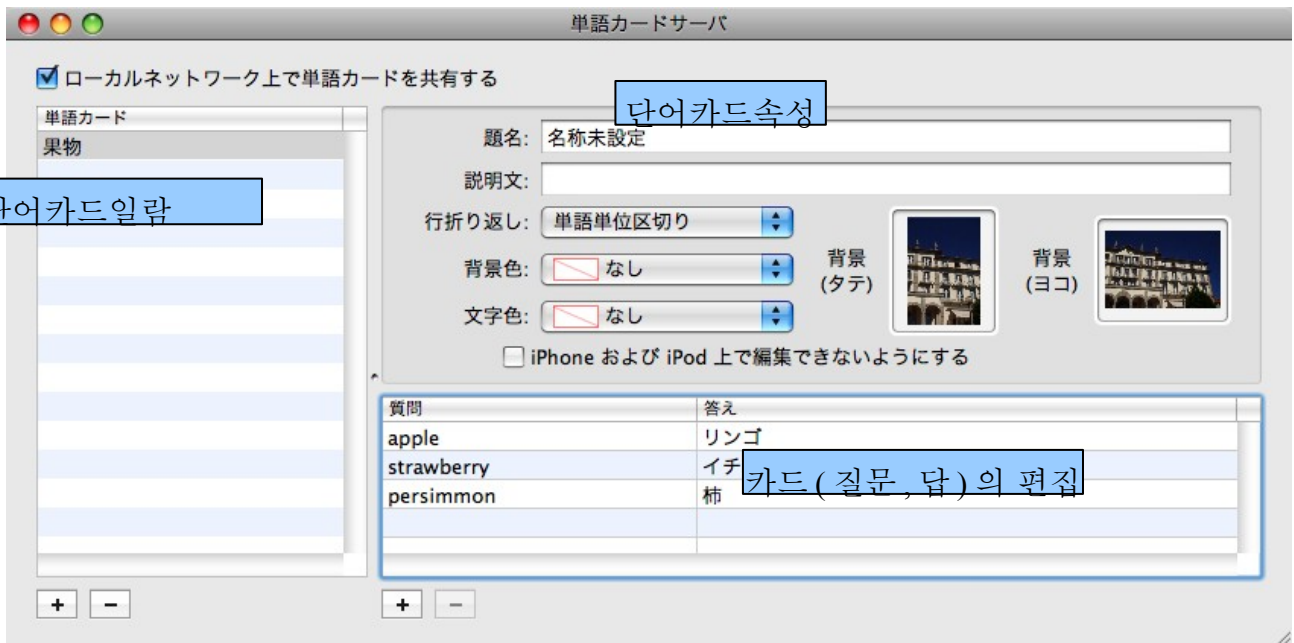 単語カードサーバ
ローカルネットワーク上で単語カードを共有する
単語カード
果物
단어카드일람
단어카드속성
題名: 名称未設定
説明文:
行折り返し: 単語単位区切り
背景色: なし
文字色: なし
背景
(タテ)
背景
(ヨコ)
iPhone および iPod 上で編集できないようにする
質問 答え
apple リンゴ
strawberry イチ
persimmon 柿
카드(질문,답)의 편집